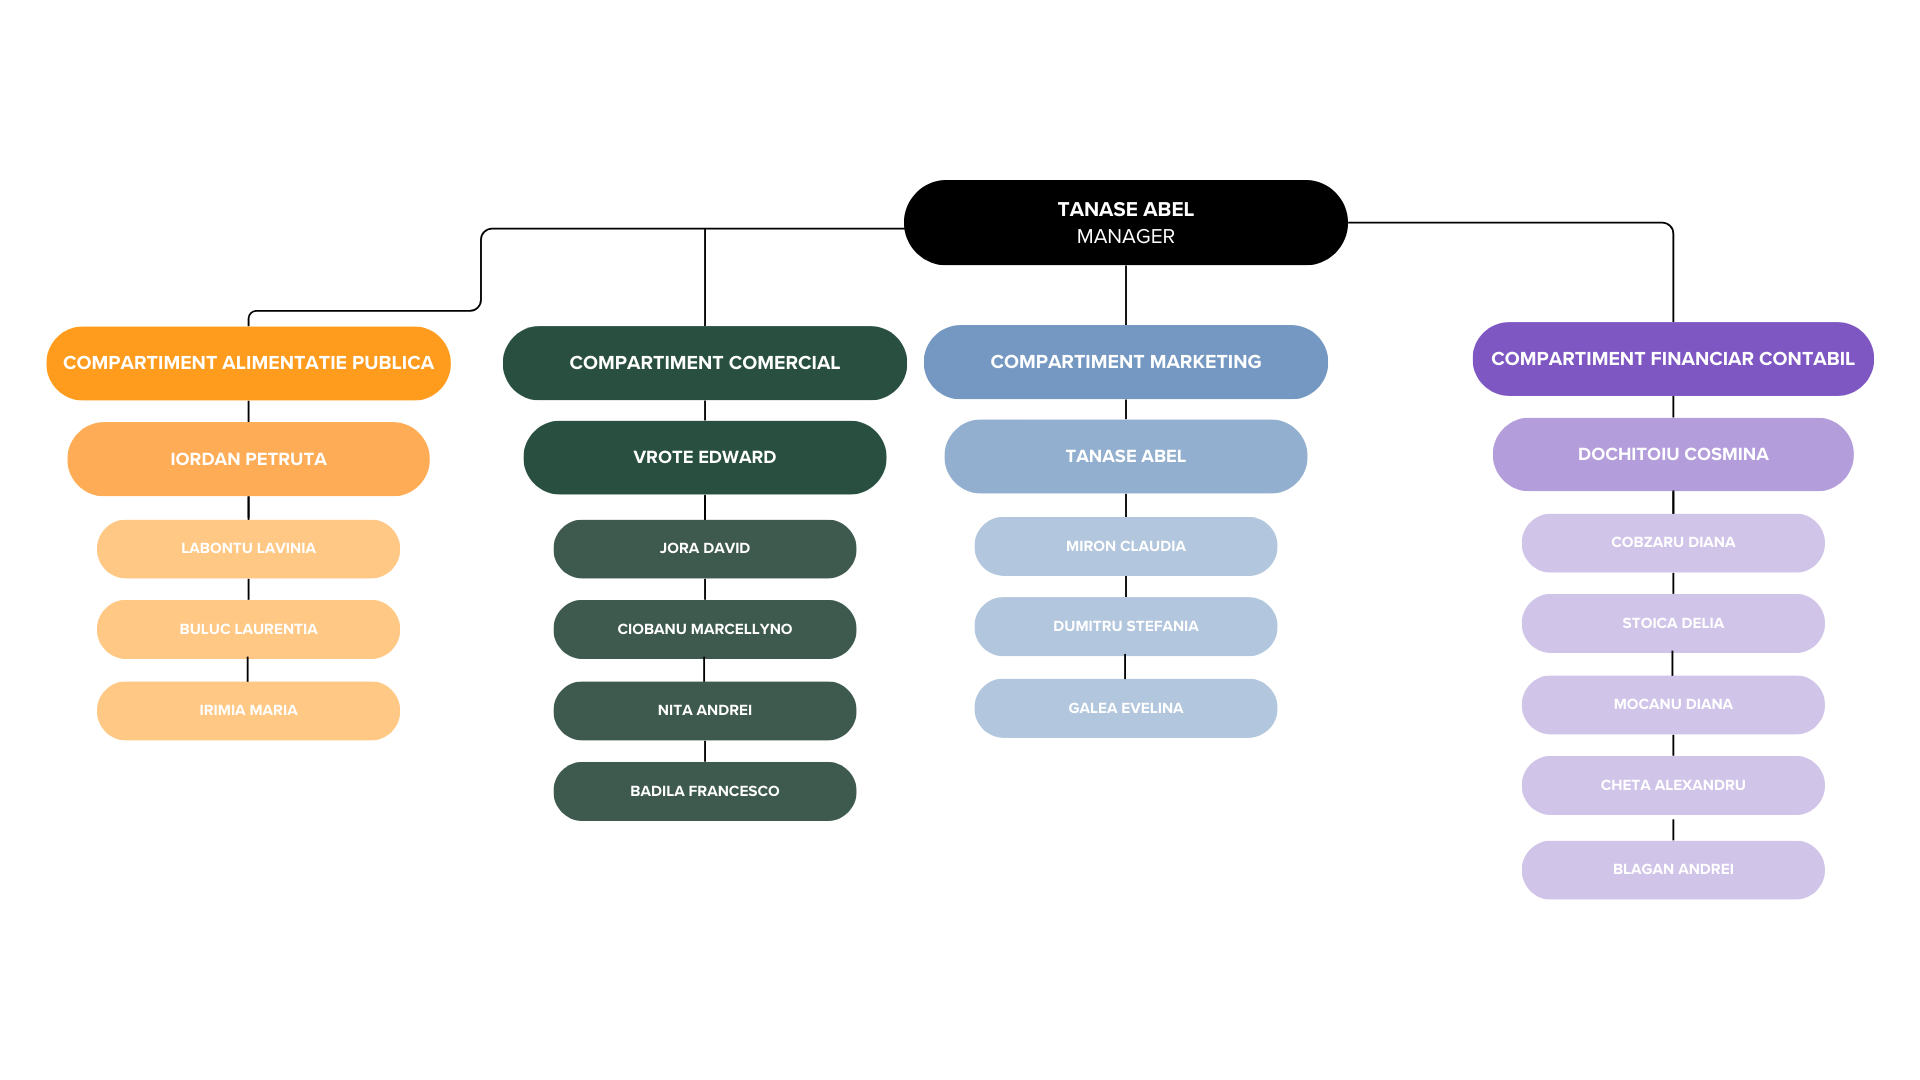 TANASE ABEL
MANAGER
COMPARTIMENT ALIMENTATIE PUBLICA
IORDAN PETRUTA
LABONTU LAVINIA
BULUC LAURENTIA
IRIMIA MARIA
COMPARTIMENT COMERCIAL
VROTE EDWARD
JORA DAVID
CIOBANU MARCELLYNO
NITA ANDREI
BADILA FRANCESCO
COMPARTIMENT MARKETING
TANASE ABEL
MIRON CLAUDIA
DUMITRU STEFANIA
GALEA EVELINA
COMPARTIMENT FINANCIAR CONTABIL
DOCHITOIU COSMINA
COBZARU DIANA
STOICA DELIA
MOCANU DIANA
CHETA ALEXANDRU
BLAGAN ANDREI